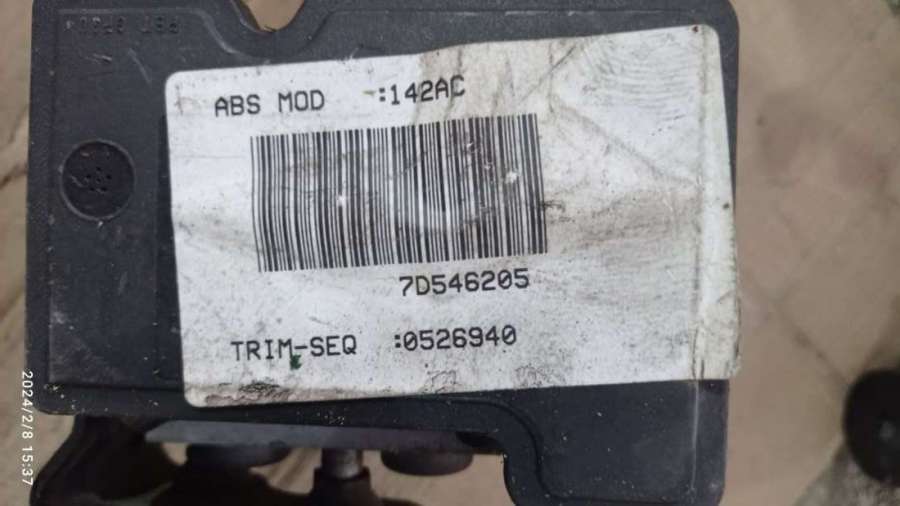 ABS MOD :142AC
7D546205
TRIM-SEQ :0526940
2024/2/8 15:37